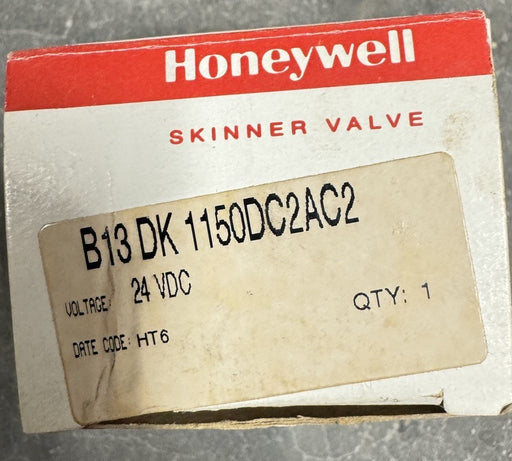 Honeywell
SKINNER VALVE
B13 DK 1150DC2AC2
VOLTAGE: 24 VDC
QTY: 1
DATE CODE: HT6